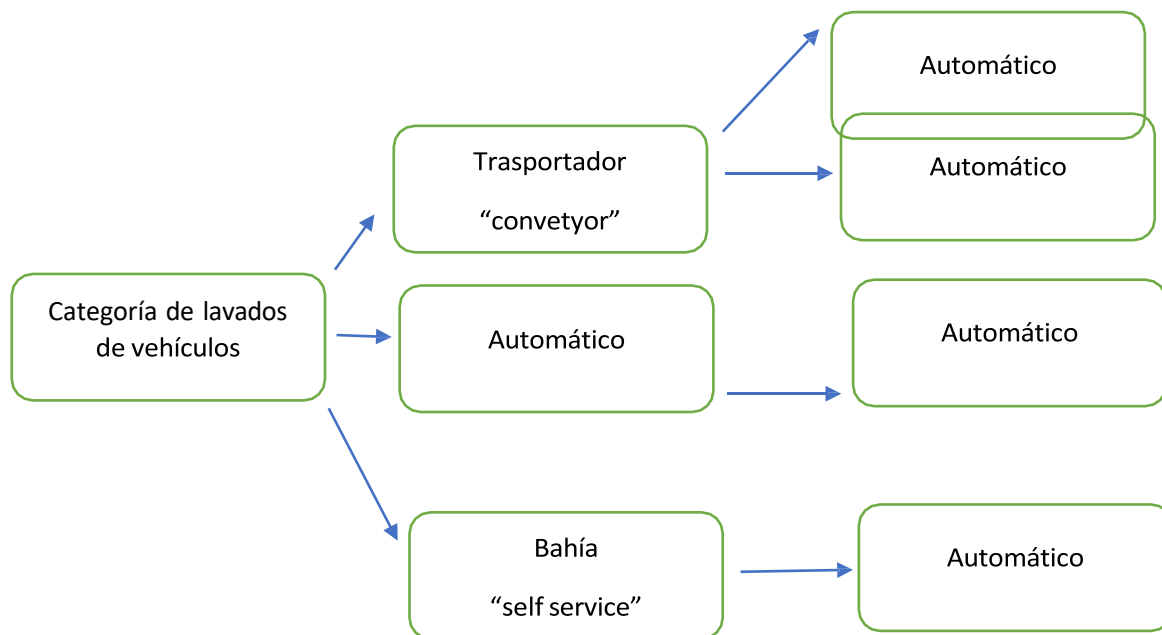 Categoría de lavados
de vehículos
Trasportador
“convetyor”
Automático
Automático
Automático
Automático
Bahía
“self service”
Automático